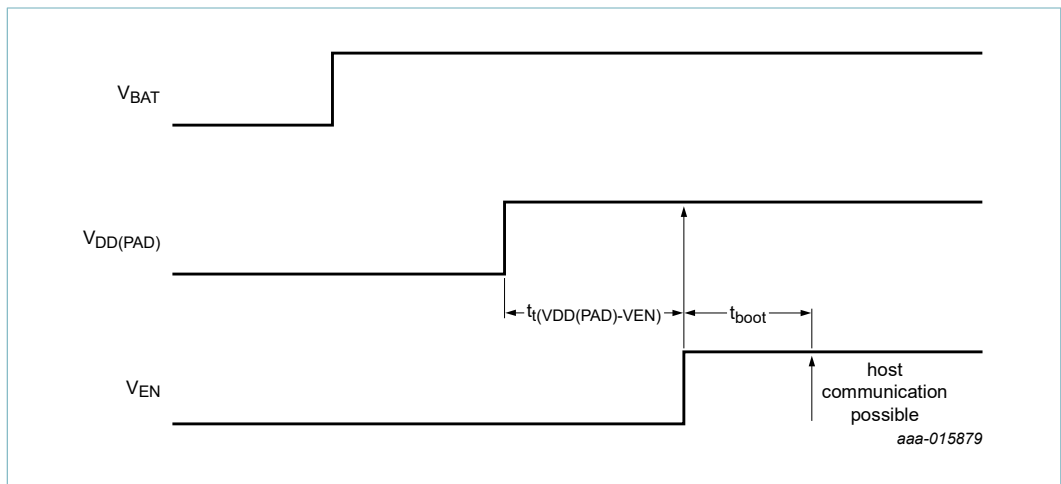 VBAT
VDD(PAD)
tt(VDD(PAD)-VEN)
tboot
VEN
host
communication
possible
aaa-015879